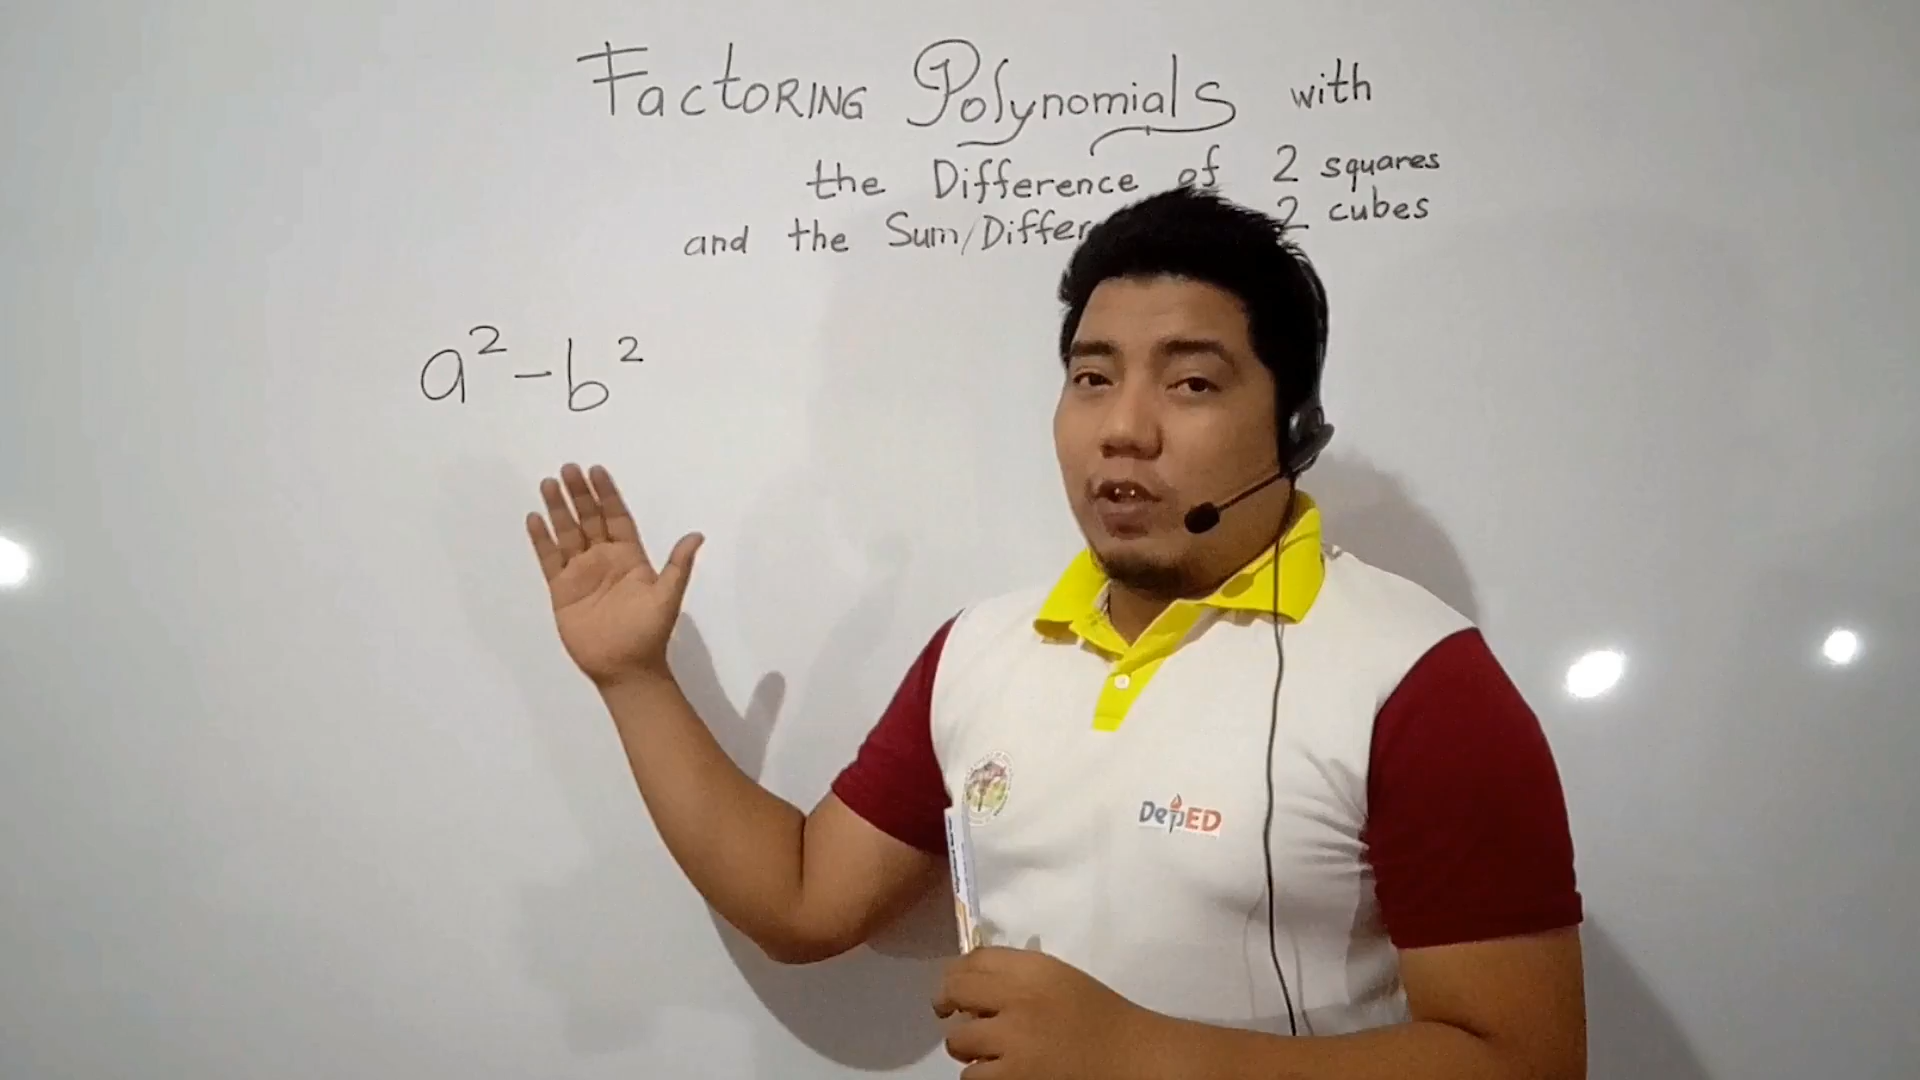 Factoring Polynomials with
the Difference of 2 squares
and the Sum/Differ 2 cubes
a² - b²
DepED